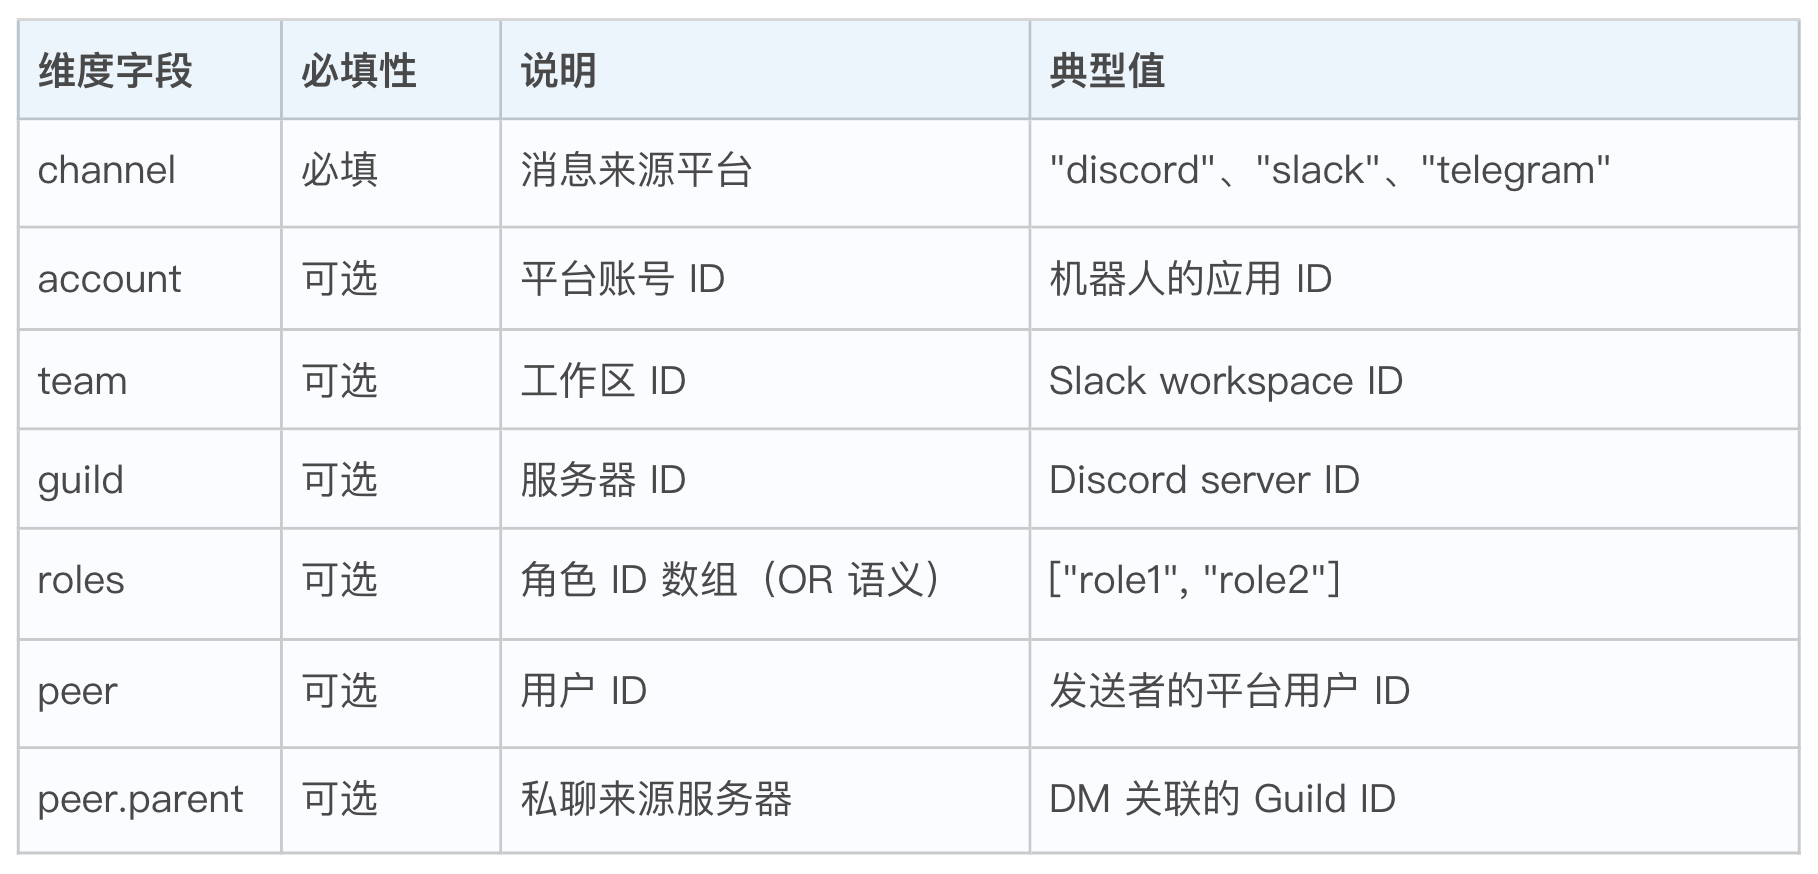 维度字段 必填性 说明 典型值
channel 必填 消息来源平台 "discord"、"slack"、"telegram"
account 可选 平台账号 ID 机器人的应用 ID
team 可选 工作区 ID Slack workspace ID
guild 可选 服务器 ID Discord server ID
roles 可选 角色 ID 数组（OR 语义） ["role1", "role2"]
peer 可选 用户 ID 发送者的平台用户 ID
peer.parent 可选 私聊来源服务器 DM 关联的 Guild ID